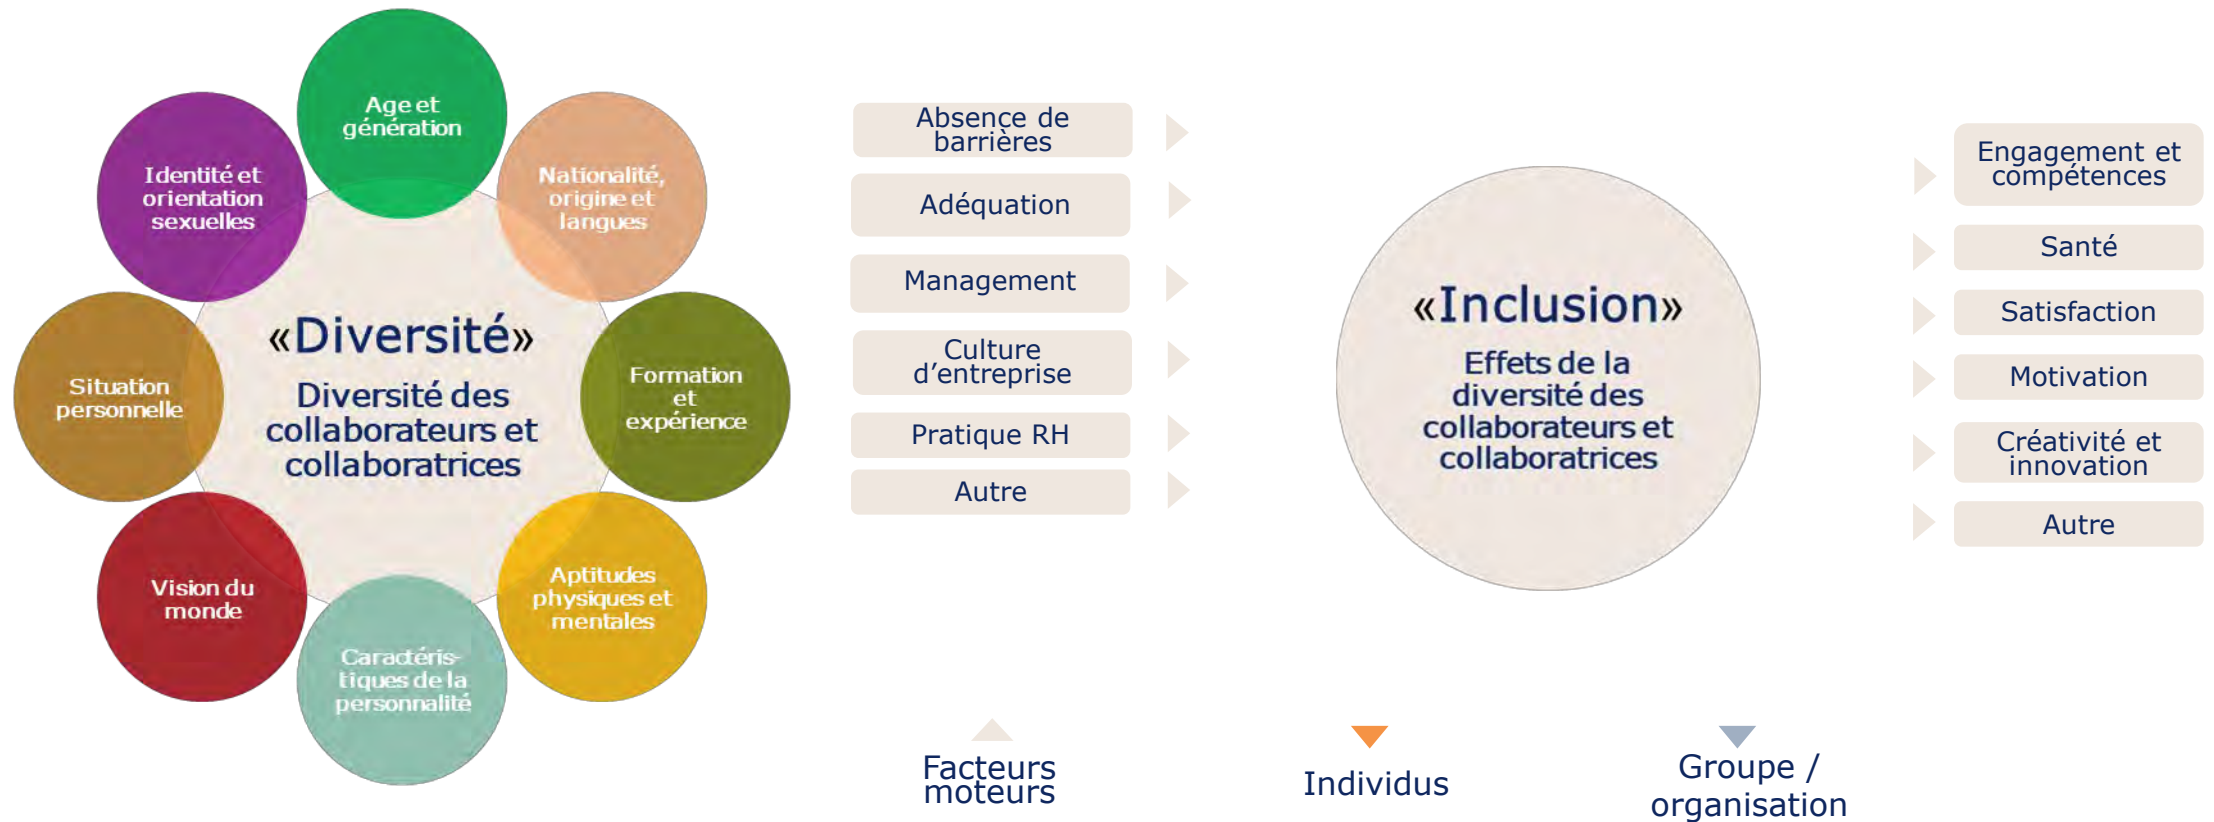 Age et
génération
Nationalité,
origine et
langues
Formation
et
expérience
Aptitudes
physiques et
mentales
Caractéris-
tiques de la
personnalité
Vision du
monde
Situation
personnelle
Identité et
orientation
sexuelles
«Diversité»
Diversité des
collaborateurs et
collaboratrices
Absence de
barrières
Adéquation
Management
Culture
d’entreprise
Pratique RH
Autre
«Inclusion»
Effets de la
diversité des
collaborateurs et
collaboratrices
Engagement et
compétences
Santé
Satisfaction
Motivation
Créativité et
innovation
Autre
Facteurs
moteurs
Individus
Groupe /
organisation